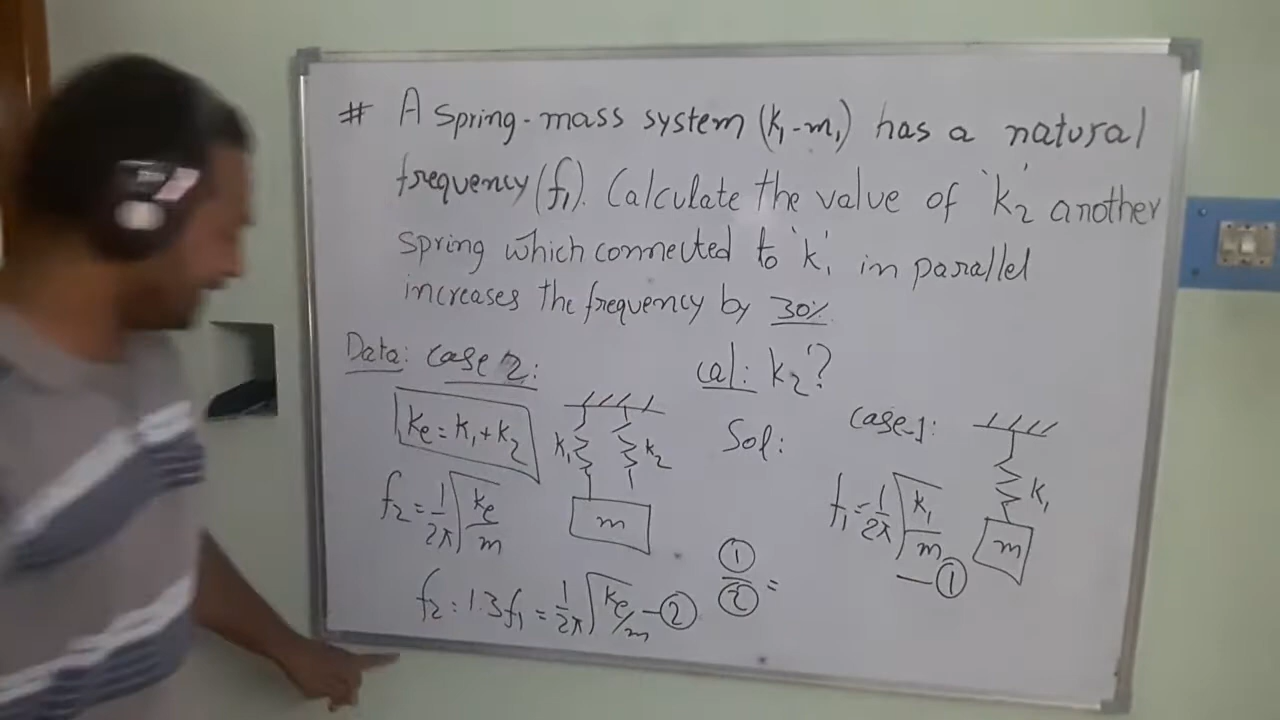 # A spring-mass system (k₁-m₁) has a natural
frequency (f₁). Calculate the value of 'k₂' another
spring which connected to 'k₁' in parallel
increases the frequency by 30%
Data: case 2:
cal: k₂?
kₑ = k₁ + k₂
k₁
k₂
m
f₂ = 1/2π √kₑ/m
f₂ = 1.3f₁ = 1/2π √kₑ/m —②
Sol:
case 1:
f₁ = 1/2π √k₁/m —①
k₁
m
①/② =